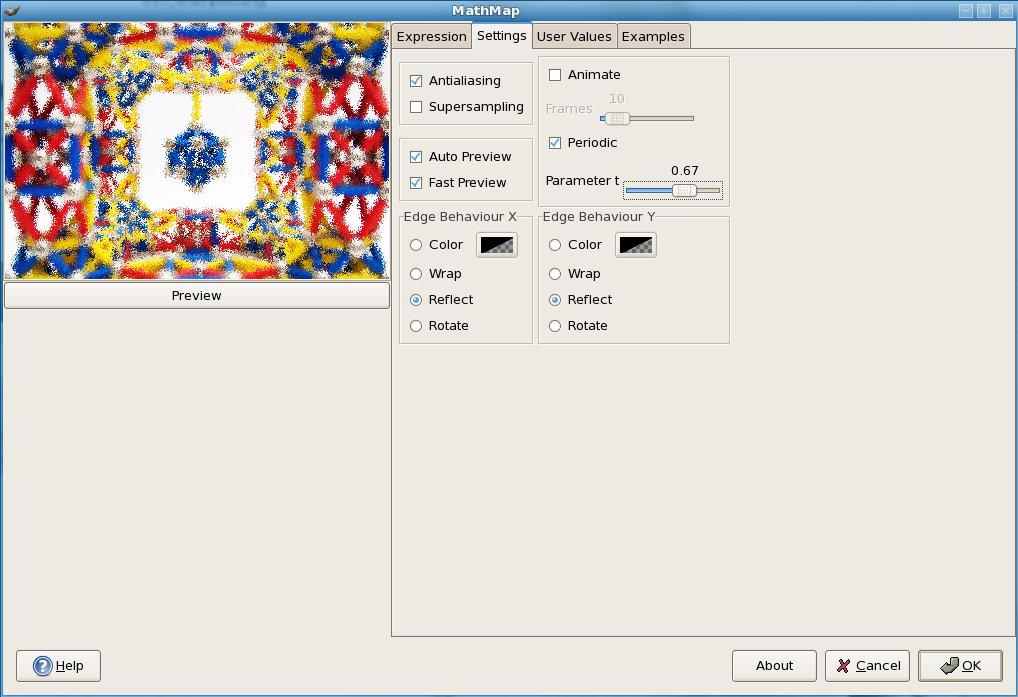 MathMap
Expression Settings User Values Examples
Antialiasing
Supersampling
Auto Preview
Fast Preview
Animate
Frames 10
Periodic
Parameter t 0.67
Edge Behaviour X
Color
Wrap
Reflect
Rotate
Edge Behaviour Y
Color
Wrap
Reflect
Rotate
Preview
Help About Cancel OK